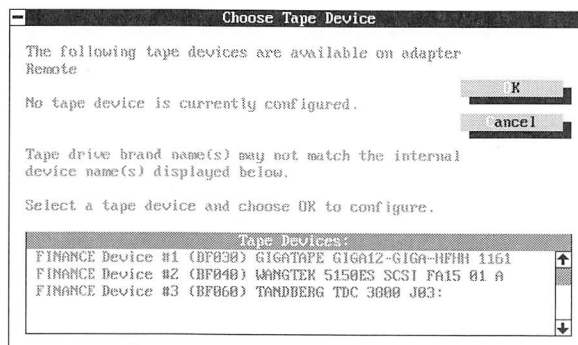 Choose Tape Device
The following tape devices are available on adapter
Remote
No tape device is currently configured.
OK
Cancel
Tape drive brand name(s) may not match the internal
device name(s) displayed below.
Select a tape device and choose OK to configure.
Tape Devices:
FINANCE Device #1 (BF030) GIGATAPE GIGA12-GIGA-HFHH 1161
FINANCE Device #2 (BF040) WANGTEK 5150ES SCSI FA15 01 A
FINANCE Device #3 (BF060) TANDBERG TDC 3800 J03: